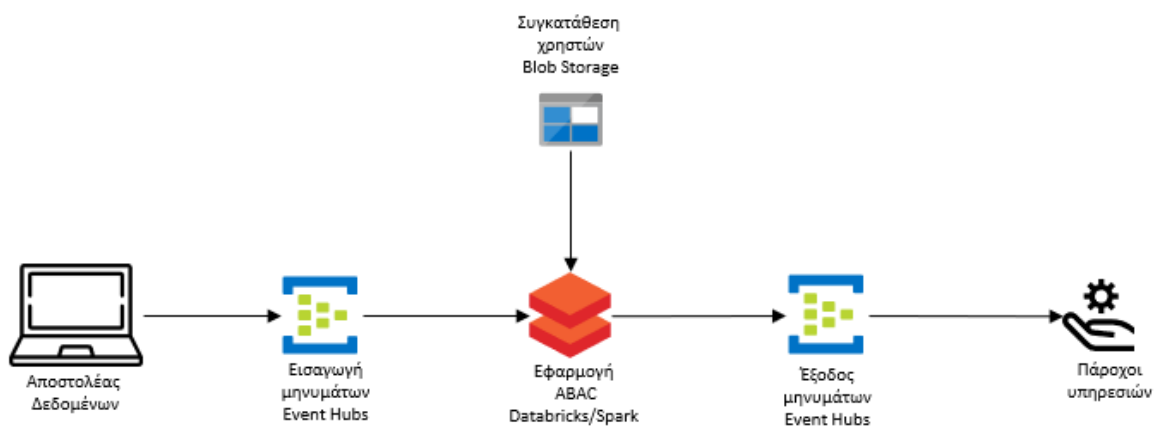 Συγκατάθεση
χρηστών
Blob Storage
Αποστολέας
Δεδομένων
Εισαγωγή
μηνυμάτων
Event Hubs
Εφαρμογή
ABAC
Databricks/Spark
Έξοδος
μηνυμάτων
Event Hubs
Πάροχοι
υπηρεσιών